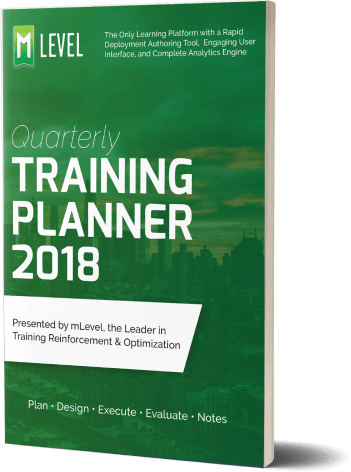 M LEVEL
The Only Learning Platform with a Rapid
Deployment Authoring Tool, Engaging User
Interface, and Complete Analytics Engine
Quarterly
TRAINING
PLANNER
2018
Presented by mLevel, the Leader in
Training Reinforcement & Optimization
Plan • Design • Execute • Evaluate • Notes